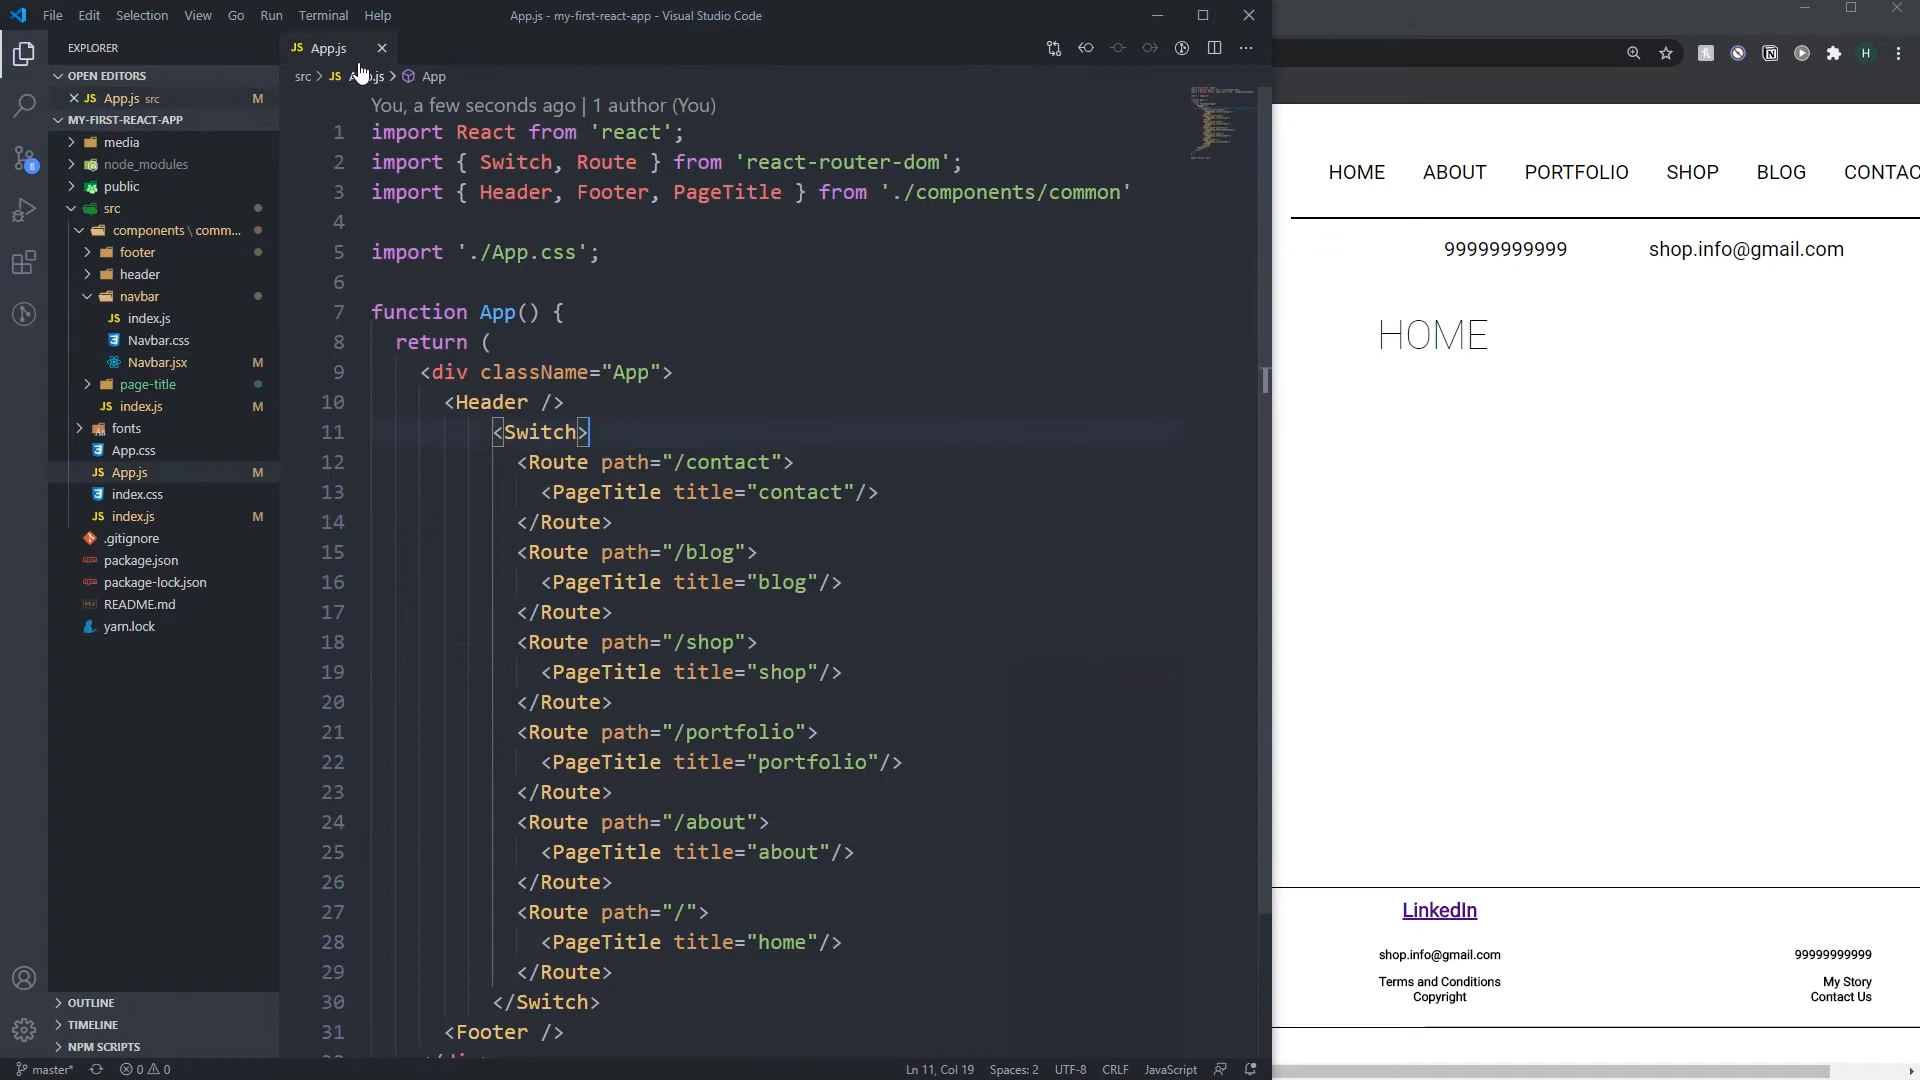 File Edit Selection View Go Run Terminal Help
App.js - my-first-react-app - Visual Studio Code
EXPLORER
OPEN EDITORS
JS App.js src M
MY-FIRST-REACT-APP
media
node_modules
public
src
components \ comm...
footer
header
navbar
JS index.js
Navbar.css
Navbar.jsx M
page-title
JS index.js M
fonts
App.css
JS App.js M
index.css
JS index.js M
.gitignore
package.json
package-lock.json
README.md
yarn.lock
OUTLINE
TIMELINE
NPM SCRIPTS
8
JS App.js
src > JS App.js > App
You, a few seconds ago | 1 author (You)
1 import React from 'react';
2 import { Switch, Route } from 'react-router-dom';
3 import { Header, Footer, PageTitle } from './components/common'
4
5 import './App.css';
6
7 function App() {
8 return (
9 <div className="App">
10 <Header />
11 <Switch>
12 <Route path="/contact">
13 <PageTitle title="contact"/>
14 </Route>
15 <Route path="/blog">
16 <PageTitle title="blog"/>
17 </Route>
18 <Route path="/shop">
19 <PageTitle title="shop"/>
20 </Route>
21 <Route path="/portfolio">
22 <PageTitle title="portfolio"/>
23 </Route>
24 <Route path="/about">
25 <PageTitle title="about"/>
26 </Route>
27 <Route path="/">
28 <PageTitle title="home"/>
29 </Route>
30 </Switch>
31 <Footer />
master* 0 0
Ln 11, Col 19 Spaces: 2 UTF-8 CRLF JavaScript
H
HOME ABOUT PORTFOLIO SHOP BLOG CONTAC
99999999999 shop.info@gmail.com
HOME
LinkedIn
shop.info@gmail.com 99999999999
Terms and Conditions My Story
Copyright Contact Us